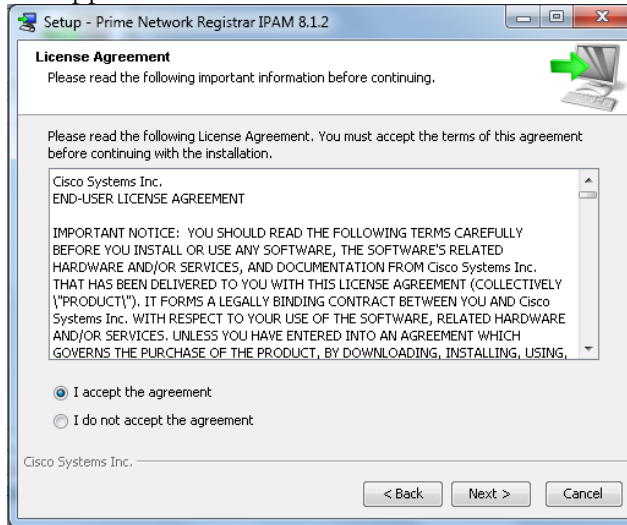 Setup - Prime Network Registrar IPAM 8.1.2
License Agreement
Please read the following important information before continuing.
Please read the following License Agreement. You must accept the terms of this agreement
before continuing with the installation.
Cisco Systems Inc.
END-USER LICENSE AGREEMENT
IMPORTANT NOTICE: YOU SHOULD READ THE FOLLOWING TERMS CAREFULLY
BEFORE YOU INSTALL OR USE ANY SOFTWARE, THE SOFTWARE'S RELATED
HARDWARE AND/OR SERVICES, AND DOCUMENTATION FROM Cisco Systems Inc.
THAT HAS BEEN DELIVERED TO YOU WITH THIS LICENSE AGREEMENT (COLLECTIVELY
\"PRODUCT\"). IT FORMS A LEGALLY BINDING CONTRACT BETWEEN YOU AND Cisco
Systems Inc. WITH RESPECT TO YOUR USE OF THE SOFTWARE, RELATED HARDWARE
AND/OR SERVICES. UNLESS YOU HAVE ENTERED INTO AN AGREEMENT WHICH
GOVERNS THE PURCHASE OF THE PRODUCT, BY DOWNLOADING, INSTALLING, USING,
I accept the agreement
I do not accept the agreement
Cisco Systems Inc.
< Back Next > Cancel